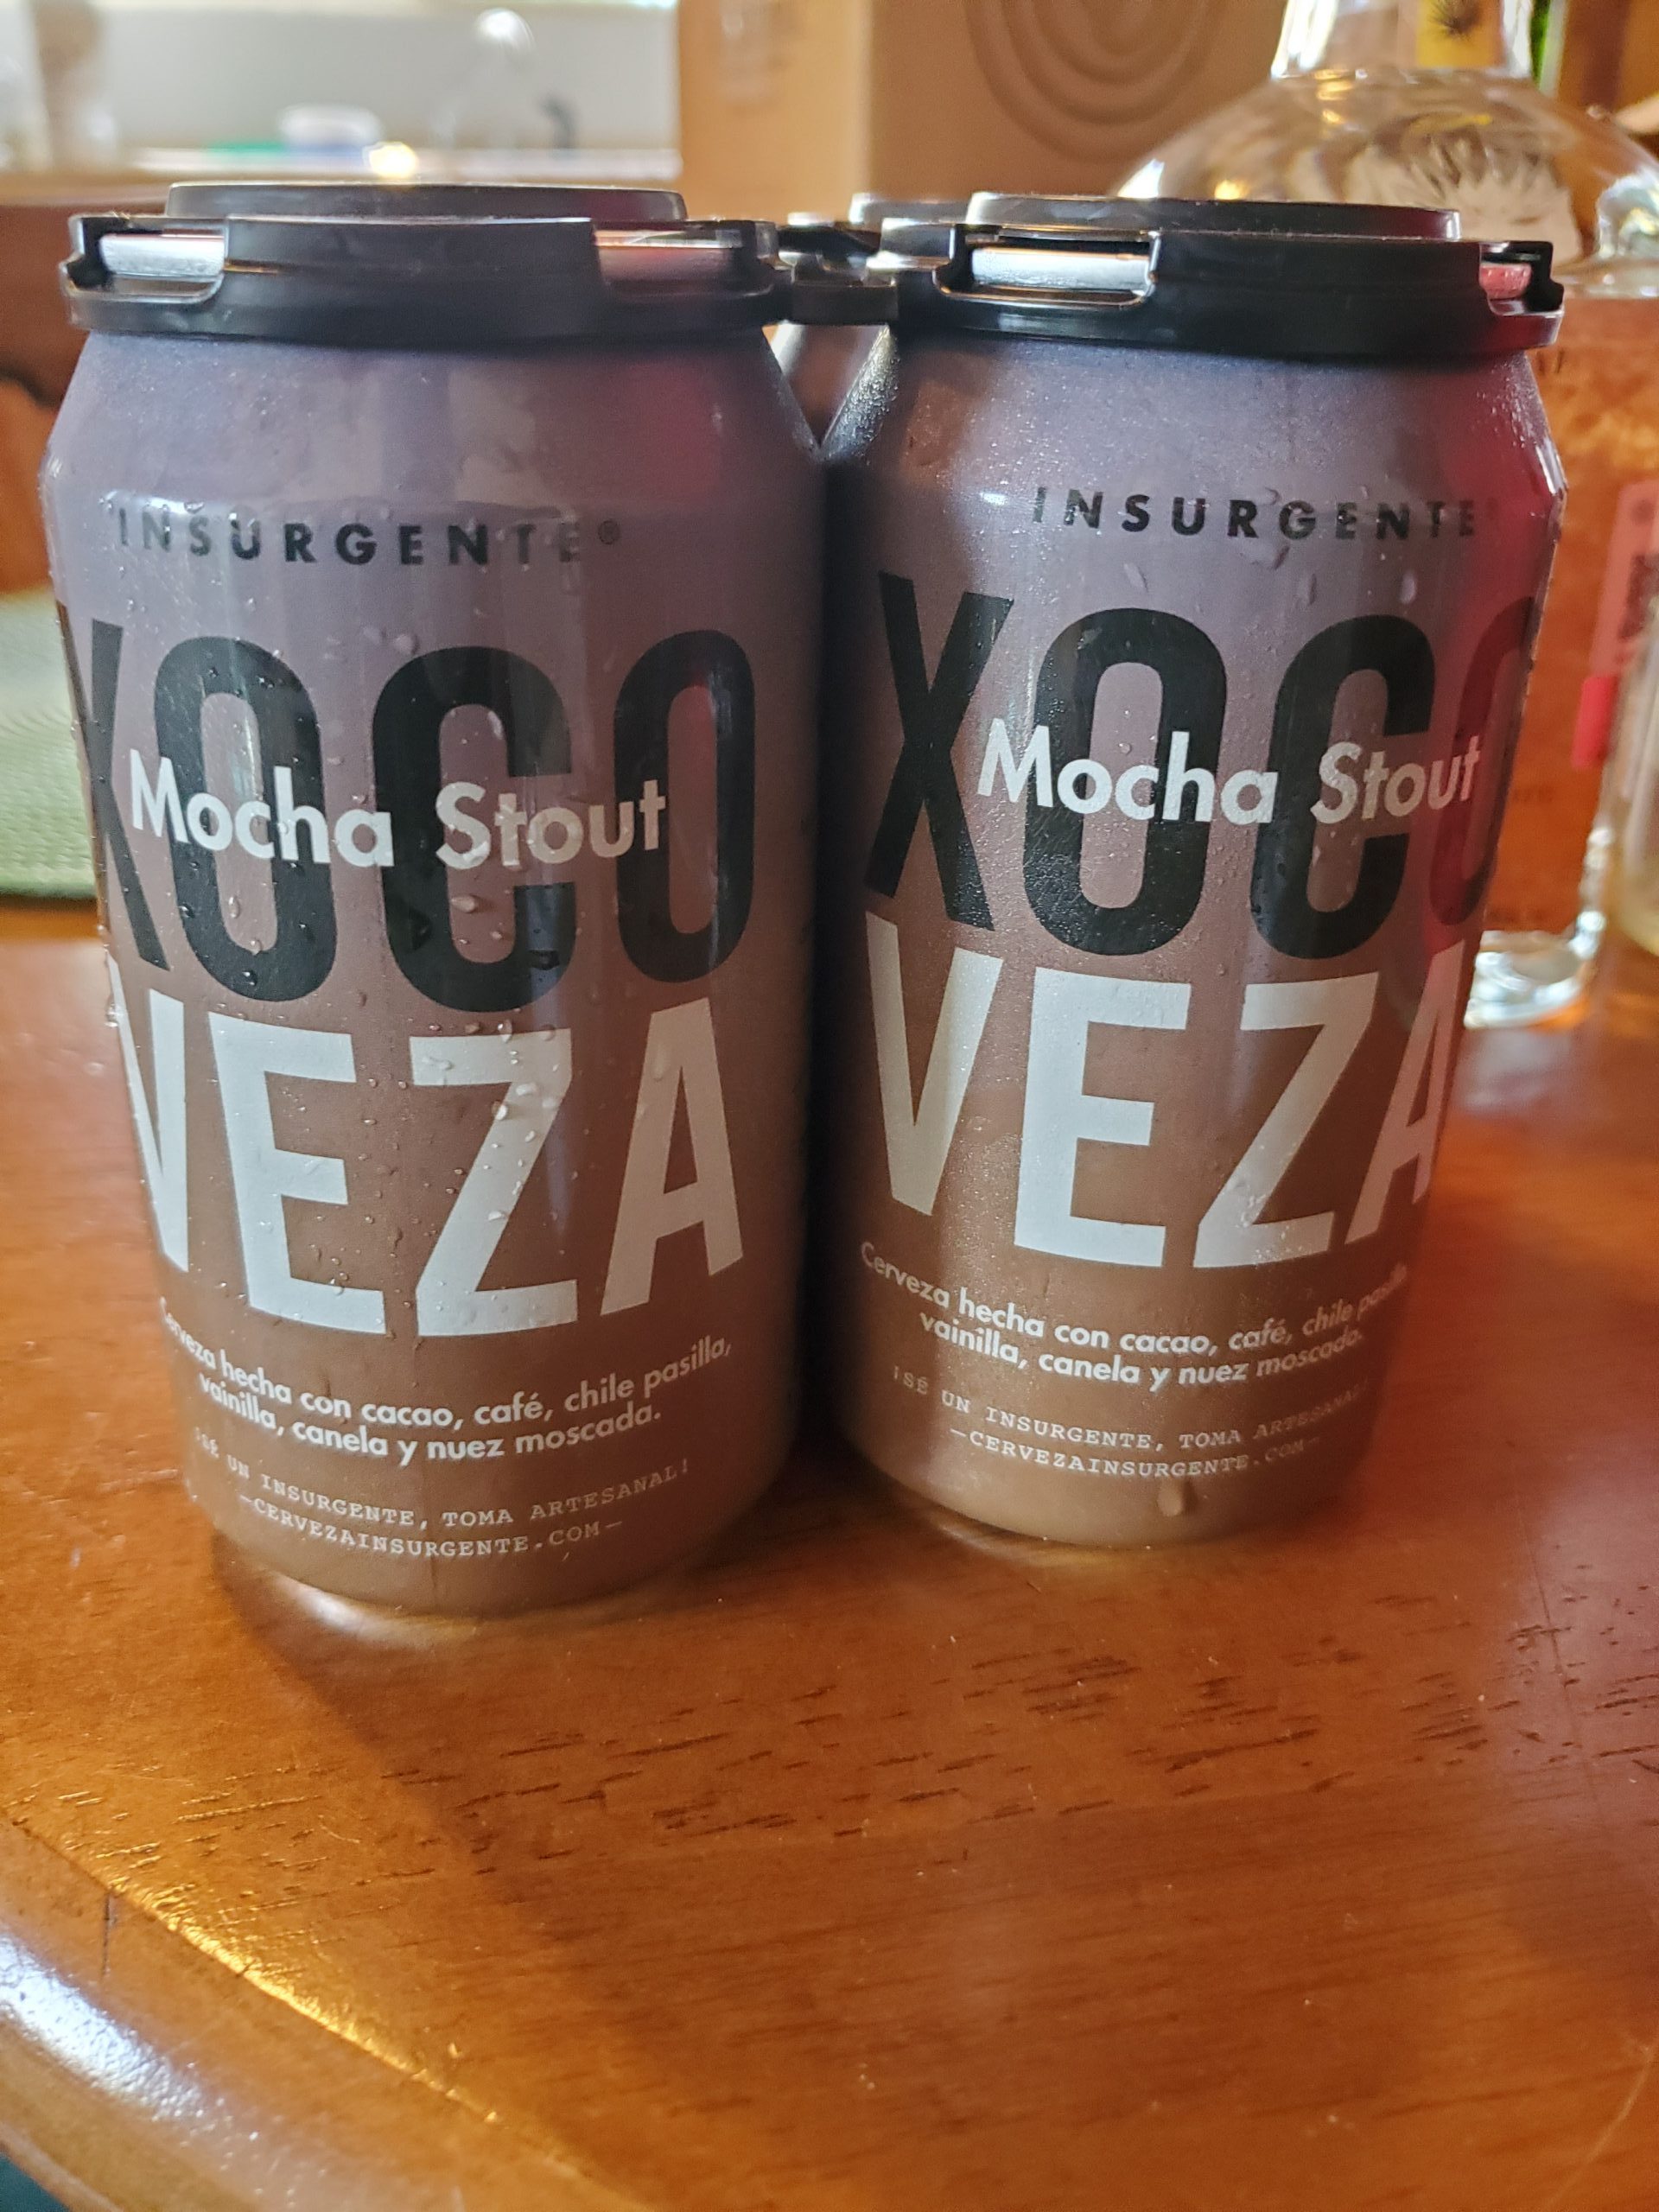 INSURGENTE®
XOCO
Mocha Stout
VEZA
Cerveza hecha con cacao, café, chile pasilla,
vainilla, canela y nuez moscada.
¡SÉ UN INSURGENTE, TOMA ARTESANAL!
—CERVEZAINSURGENTE.COM—
INSURGENTE
XOCO
Mocha Stout
VEZA
Cerveza hecha con cacao, café, chile pasilla,
vainilla, canela y nuez moscada.
¡SÉ UN INSURGENTE, TOMA ARTESANAL!
—CERVEZAINSURGENTE.COM—